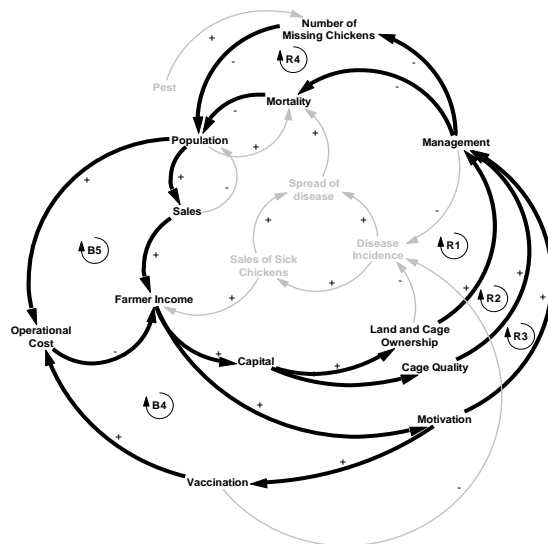 Number of
Missing Chickens
+
-
R4
-
Pest
-
Mortality
Population
+
+
Management
+
+
-
Spread of
disease
-
Sales
+
+
-
B5
R1
Sales of Sick
Chickens
Disease
Incidence
+
+
+
+
-
+
+
R2
Farmer Income
Operational
Cost
Land and Cage
Ownership
R3
-
+
Capital
+
Cage Quality
+
+
B4
+
Motivation
+
+
Vaccination
-